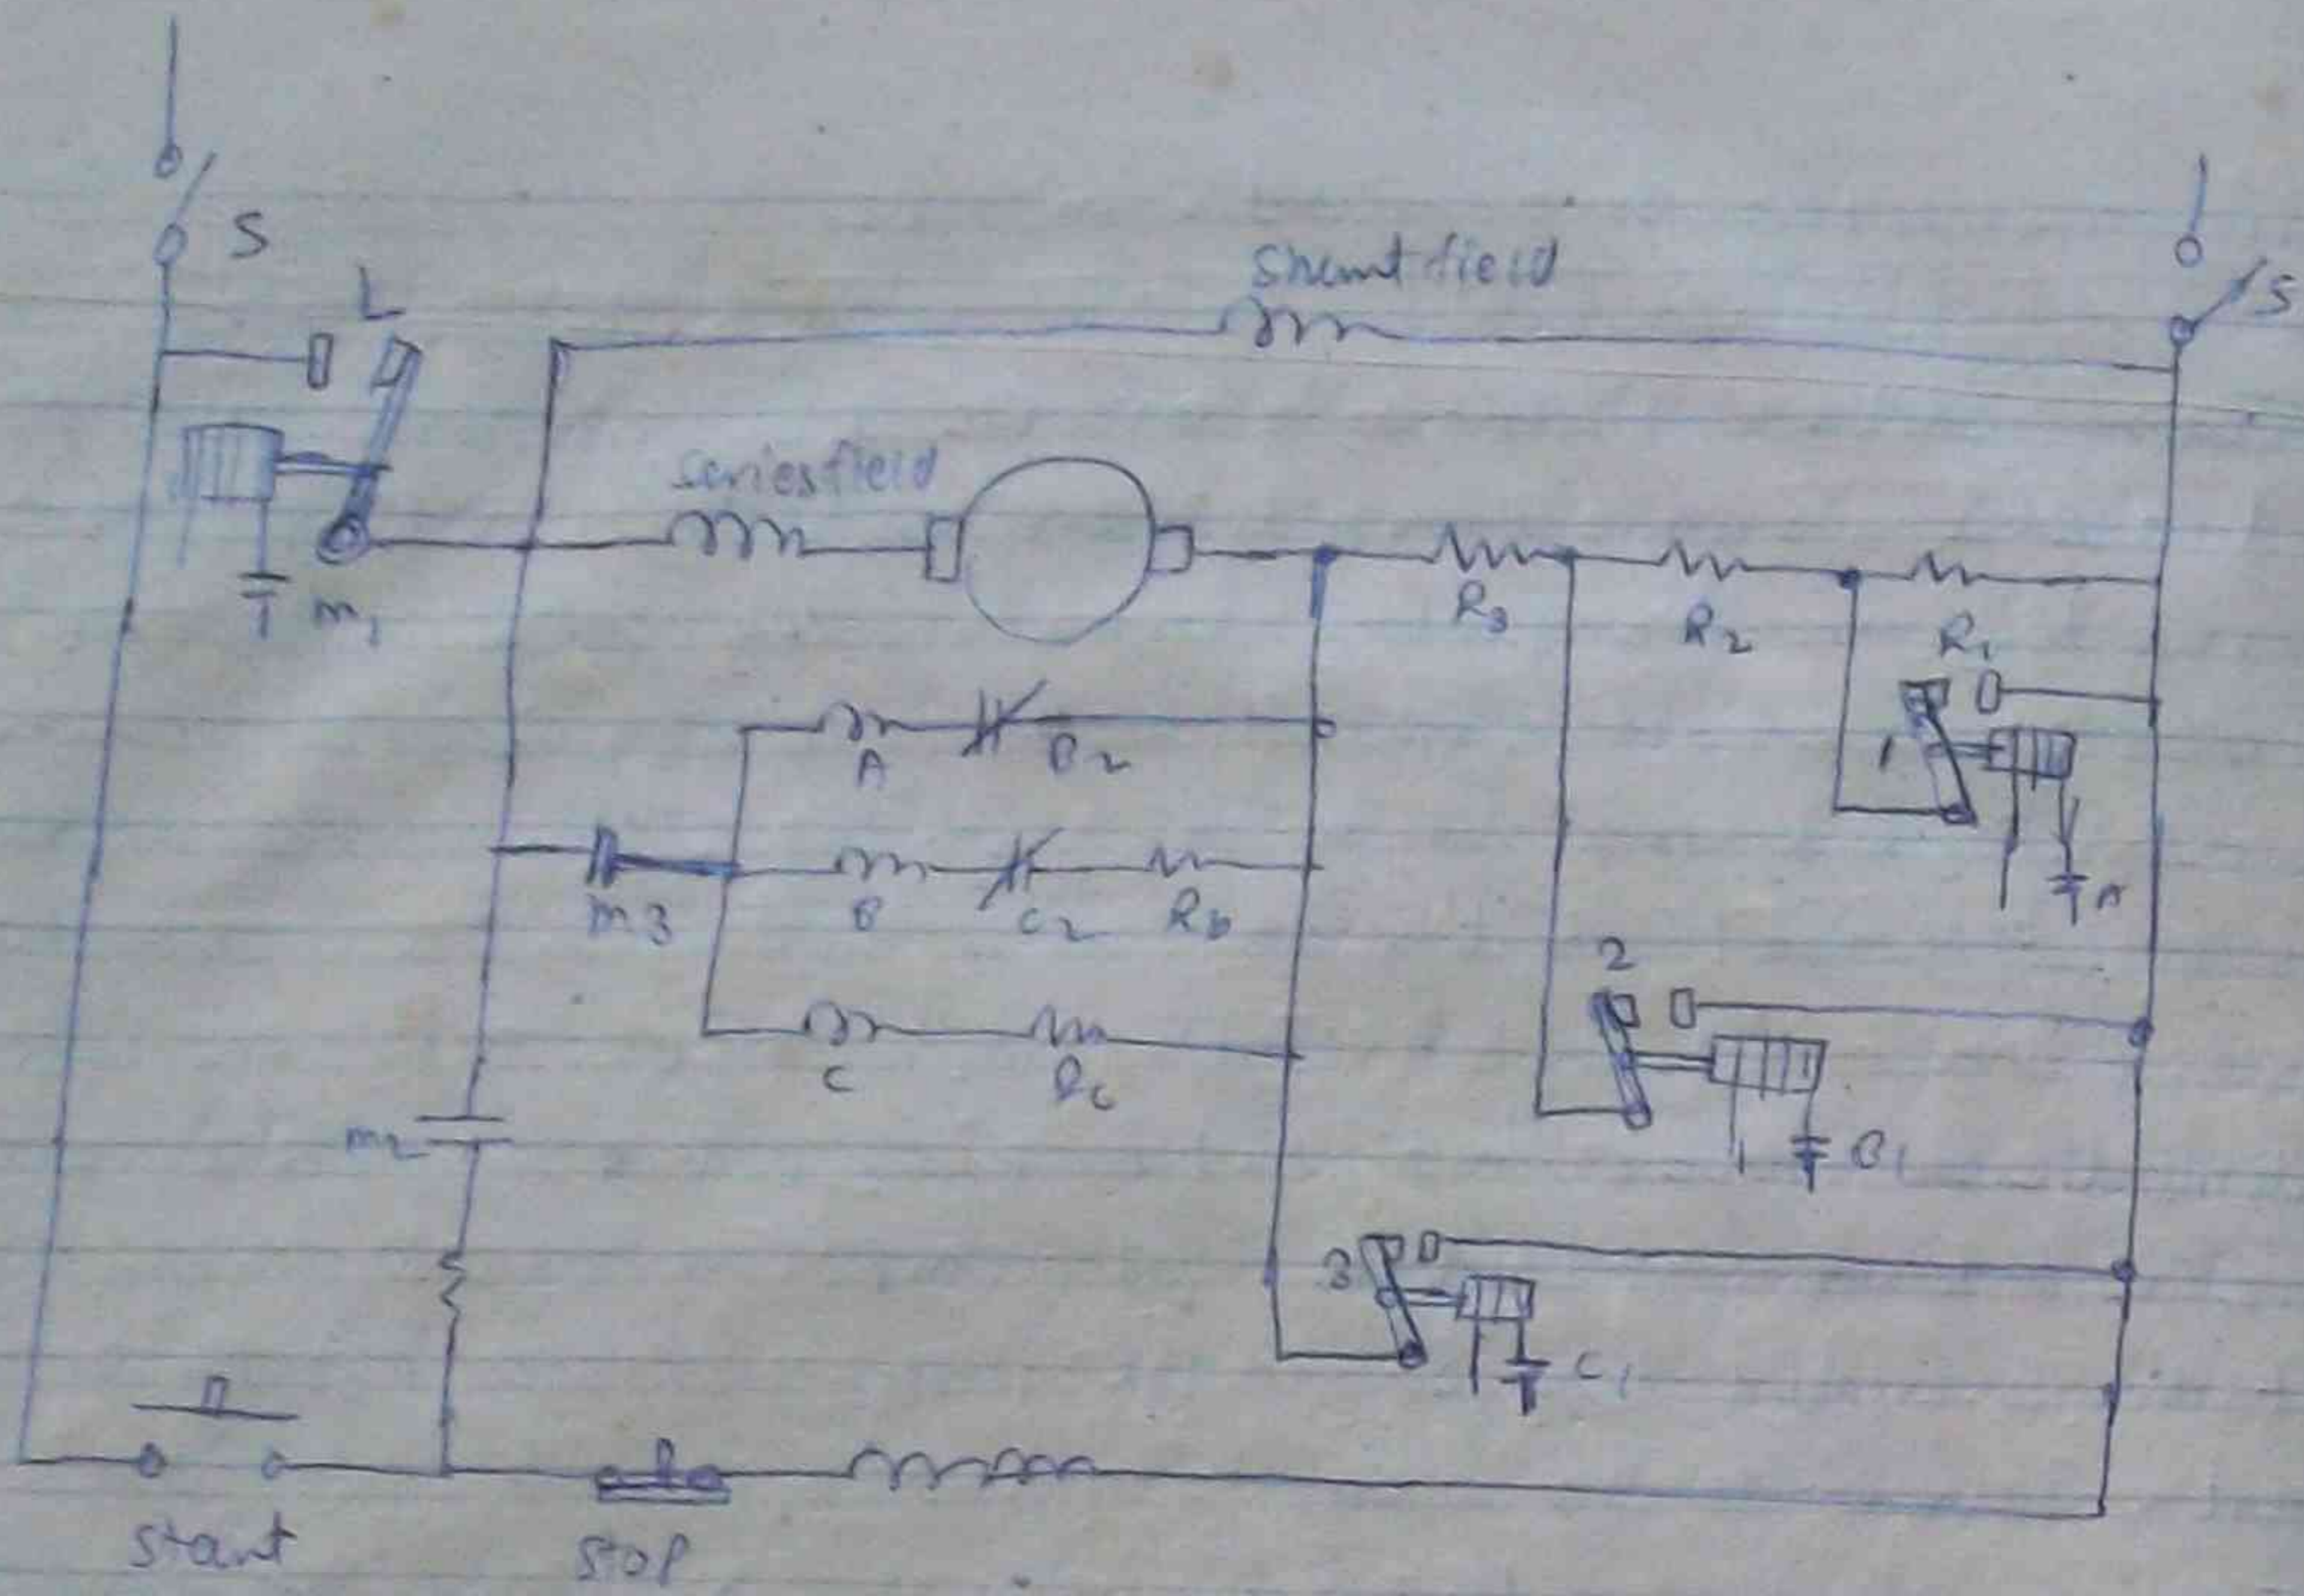 S
L
Shunt field
S
series field
m1
R3
R2
R1
A
B2
1
m3
B
C2
Rb
A
2
C
Rc
m2
B1
3
C1
start
stop